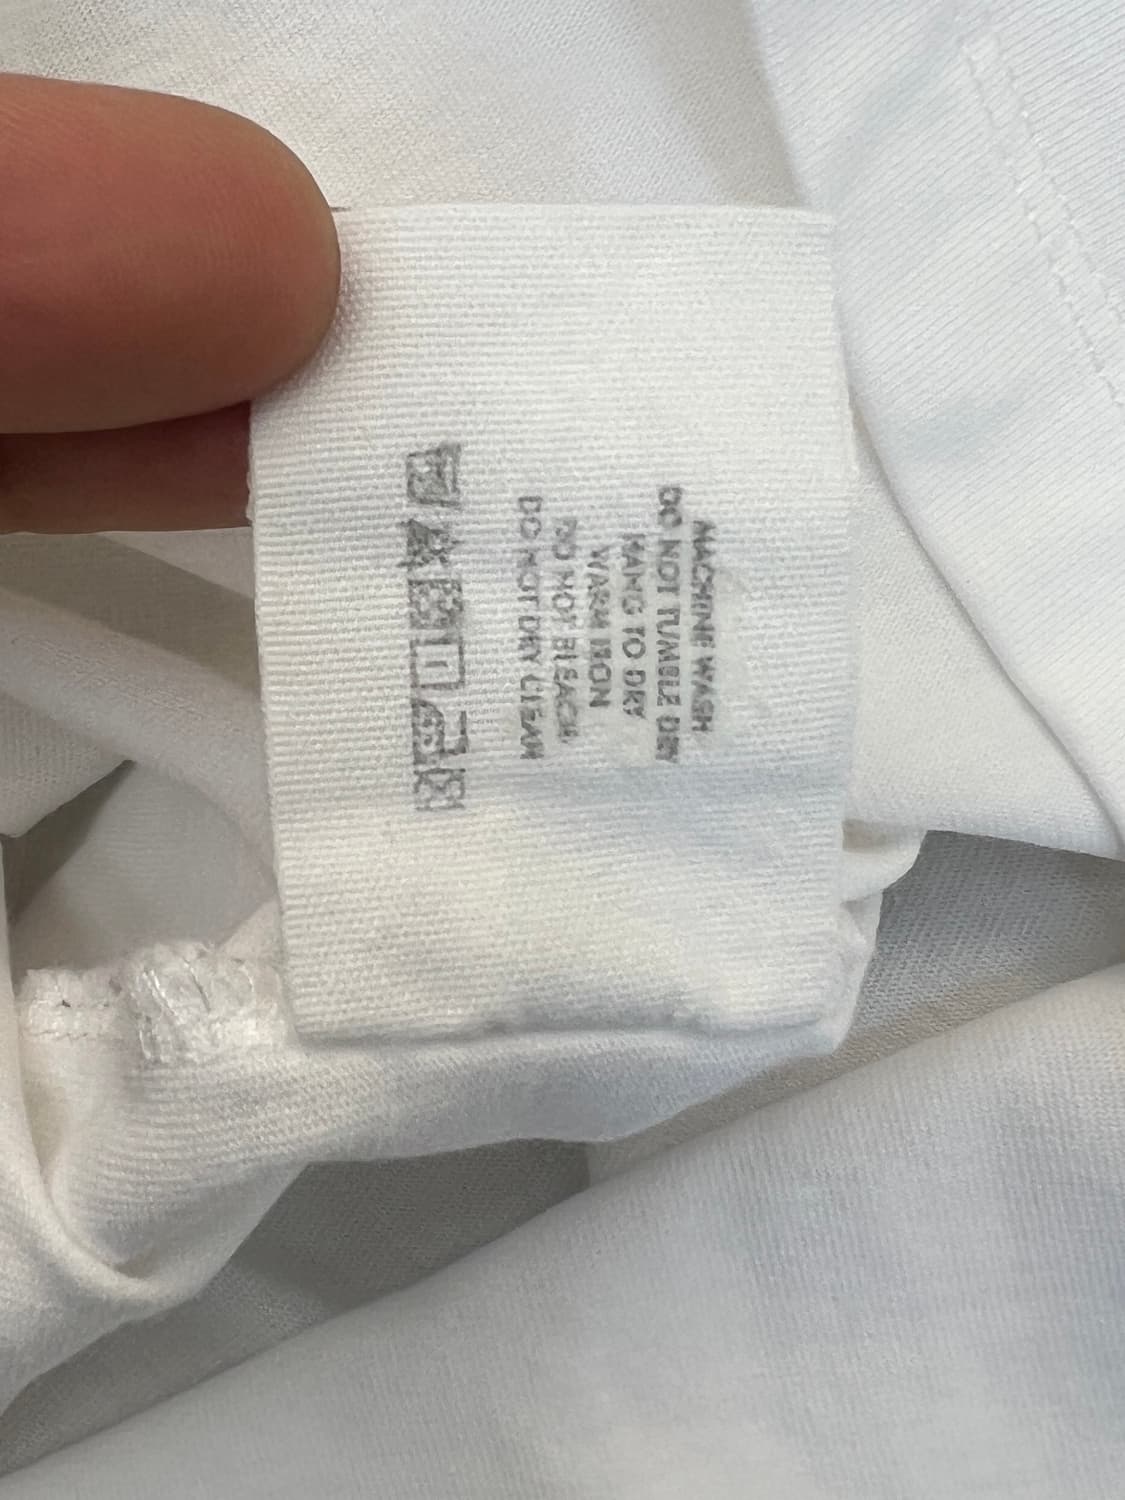 MACHINE WASH
DO NOT TUMBLE DRY
HANG TO DRY
WARM IRON
DO NOT BLEACH
DO NOT DRY CLEAN